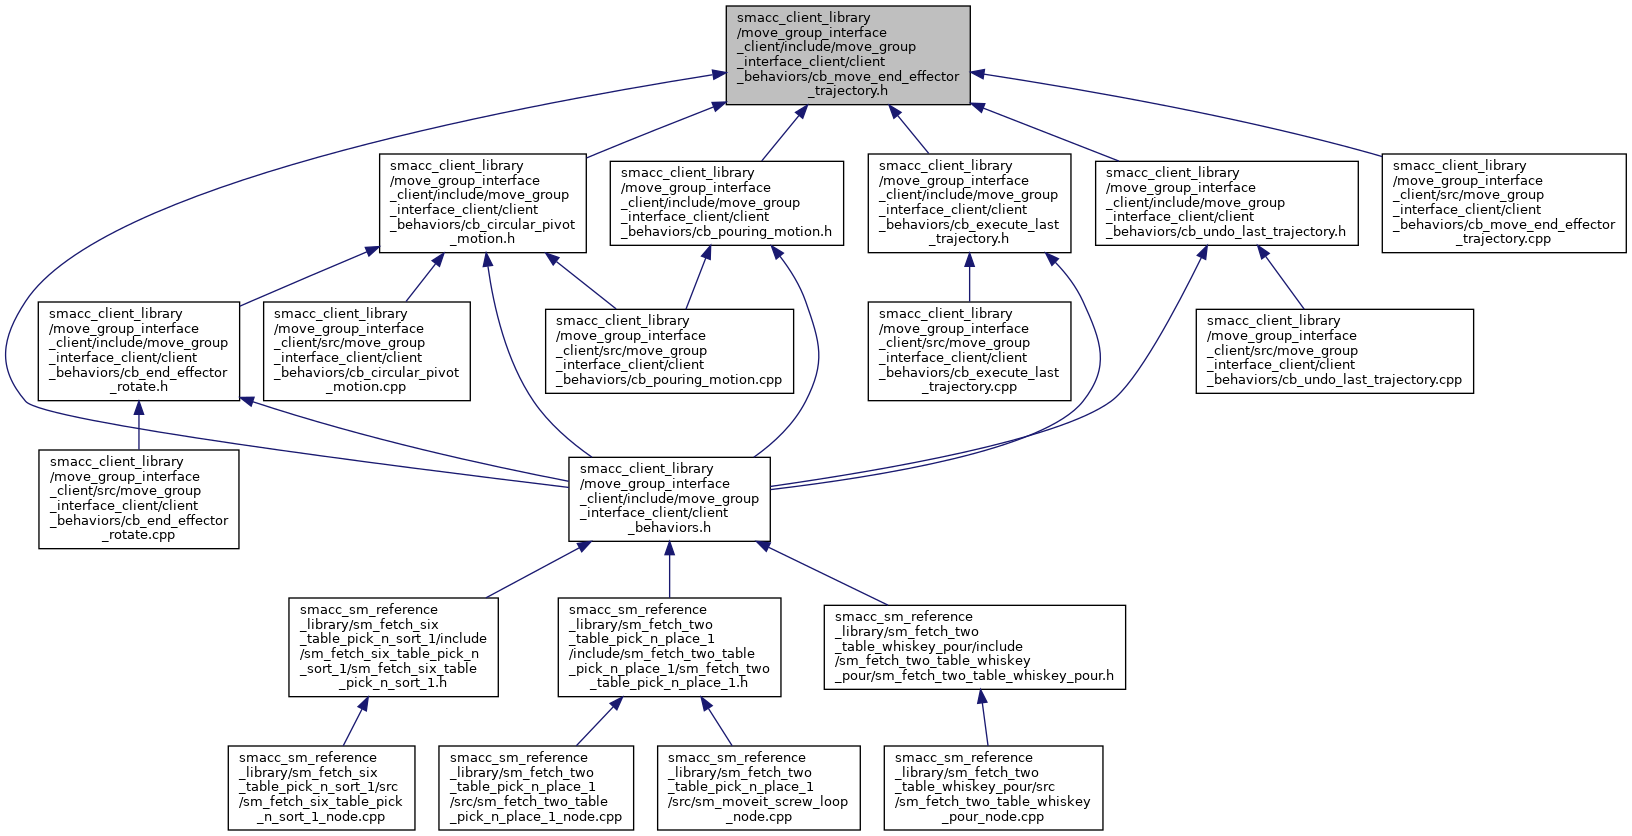 smacc_client_library
/move_group_interface
_client/include/move_group
_interface_client/client
_behaviors/cb_move_end_effector
_trajectory.h
smacc_client_library
/move_group_interface
_client/include/move_group
_interface_client/client
_behaviors/cb_circular_pivot
_motion.h
smacc_client_library
/move_group_interface
_client/include/move_group
_interface_client/client
_behaviors/cb_pouring_motion.h
smacc_client_library
/move_group_interface
_client/include/move_group
_interface_client/client
_behaviors/cb_execute_last
_trajectory.h
smacc_client_library
/move_group_interface
_client/include/move_group
_interface_client/client
_behaviors/cb_undo_last_trajectory.h
smacc_client_library
/move_group_interface
_client/src/move_group
_interface_client/client
_behaviors/cb_move_end_effector
_trajectory.cpp
smacc_client_library
/move_group_interface
_client/include/move_group
_interface_client/client
_behaviors/cb_end_effector
_rotate.h
smacc_client_library
/move_group_interface
_client/src/move_group
_interface_client/client
_behaviors/cb_circular_pivot
_motion.cpp
smacc_client_library
/move_group_interface
_client/src/move_group
_interface_client/client
_behaviors/cb_pouring_motion.cpp
smacc_client_library
/move_group_interface
_client/src/move_group
_interface_client/client
_behaviors/cb_execute_last
_trajectory.cpp
smacc_client_library
/move_group_interface
_client/src/move_group
_interface_client/client
_behaviors/cb_undo_last_trajectory.cpp
smacc_client_library
/move_group_interface
_client/src/move_group
_interface_client/client
_behaviors/cb_end_effector
_rotate.cpp
smacc_client_library
/move_group_interface
_client/include/move_group
_interface_client/client
_behaviors.h
smacc_sm_reference
_library/sm_fetch_six
_table_pick_n_sort_1/include
/sm_fetch_six_table_pick_n
_sort_1/sm_fetch_six_table
_pick_n_sort_1.h
smacc_sm_reference
_library/sm_fetch_two
_table_pick_n_place_1
/include/sm_fetch_two_table
_pick_n_place_1/sm_fetch_two
_table_pick_n_place_1.h
smacc_sm_reference
_library/sm_fetch_two
_table_whiskey_pour/include
/sm_fetch_two_table_whiskey
_pour/sm_fetch_two_table_whiskey_pour.h
smacc_sm_reference
_library/sm_fetch_six
_table_pick_n_sort_1/src
/sm_fetch_six_table_pick
_n_sort_1_node.cpp
smacc_sm_reference
_library/sm_fetch_two
_table_pick_n_place_1
/src/sm_fetch_two_table
_pick_n_place_1_node.cpp
smacc_sm_reference
_library/sm_fetch_two
_table_pick_n_place_1
/src/sm_moveit_screw_loop
_node.cpp
smacc_sm_reference
_library/sm_fetch_two
_table_whiskey_pour/src
/sm_fetch_two_table_whiskey
_pour_node.cpp